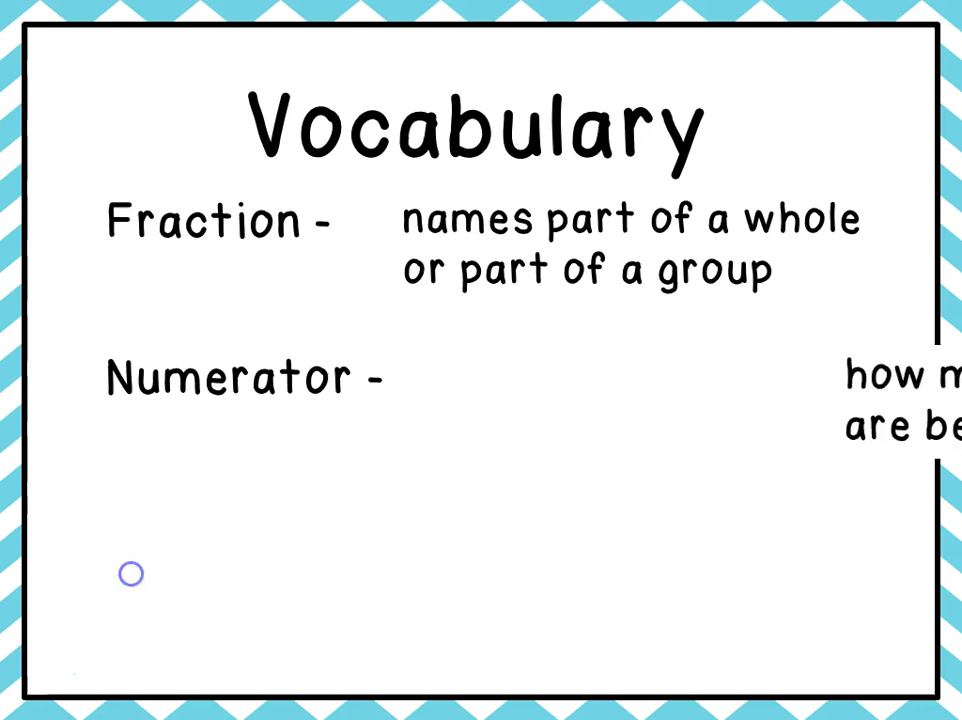 Vocabulary
Fraction - names part of a whole
or part of a group
Numerator - how
are